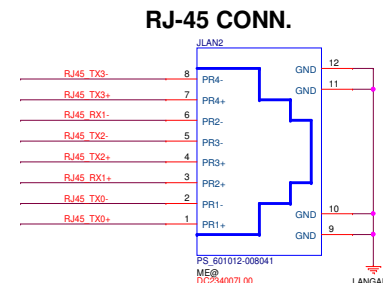 RJ-45 CONN.
JLAN2
RJ45_TX3- 8 PR4- GND 12
RJ45_TX3+ 7 PR4+ GND 11
RJ45_RX1- 6 PR2-
RJ45_TX2- 5 PR3-
RJ45_TX2+ 4 PR3+
RJ45_RX1+ 3 PR2+
RJ45_TX0- 2 PR1- GND 10
RJ45_TX0+ 1 PR1+ GND 9
PS_601012-008041
ME@
DC234007L00